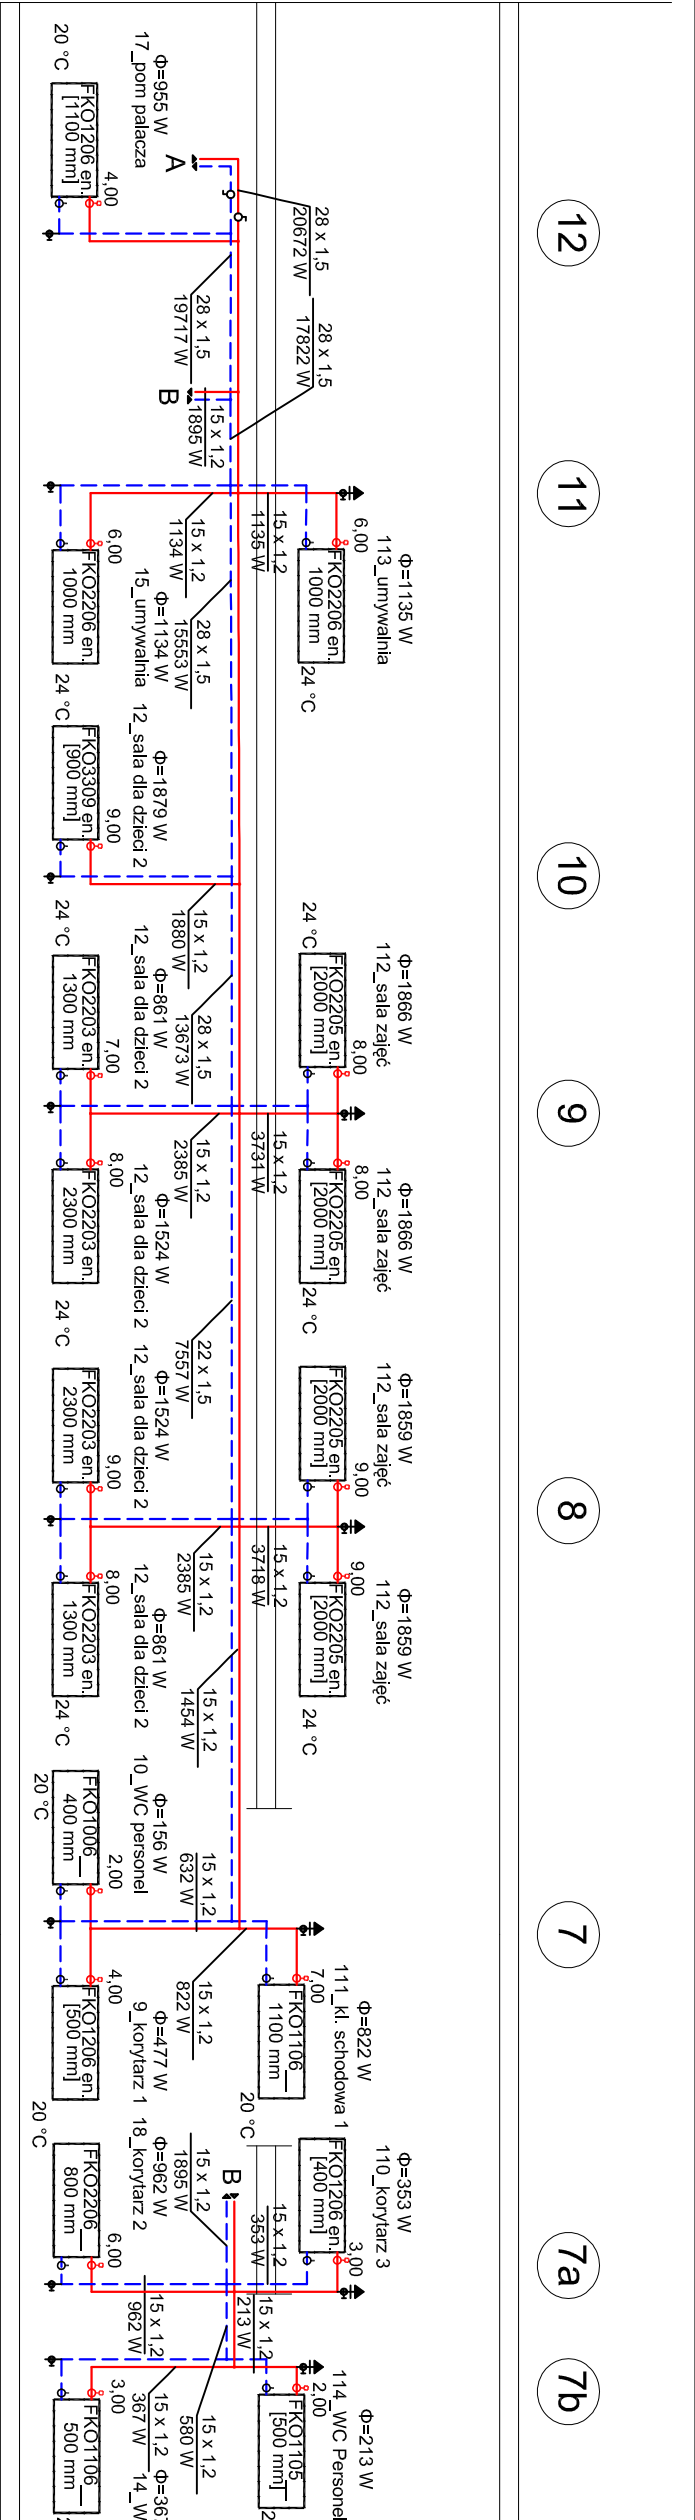 12
11
10
9
8
7
7a
7b
Φ=955 W
17_pom palacza
20 °C
FKO1206 en.
[1100 mm]
4,00
A
28 x 1,5
20672 W
28 x 1,5
19717 W
28 x 1,5
17822 W
B
15 x 1,2
1895 W
Φ=1135 W
113_umywalnia
6,00
FKO2206 en.
1000 mm
24 °C
15 x 1,2
1135 W
15 x 1,2
1134 W
6,00
FKO2206 en.
1000 mm
Φ=1134 W
15_umywalnia
24 °C
28 x 1,5
15553 W
Φ=1879 W
12_sala dla dzieci 2
FKO3309 en.
[900 mm]
9,00
24 °C
15 x 1,2
1880 W
28 x 1,5
13673 W
Φ=1866 W
112_sala zajęć
24 °C
FKO2205 en.
[2000 mm]
8,00
Φ=861 W
12_sala dla dzieci 2
FKO2203 en.
1300 mm
7,00
15 x 1,2
3731 W
15 x 1,2
2385 W
Φ=1866 W
112_sala zajęć
8,00
FKO2205 en.
[2000 mm]
24 °C
Φ=1524 W
12_sala dla dzieci 2
8,00
FKO2203 en.
2300 mm
24 °C
22 x 1,5
7557 W
Φ=1859 W
112_sala zajęć
FKO2205 en.
[2000 mm]
9,00
Φ=1524 W
12_sala dla dzieci 2
FKO2203 en.
2300 mm
9,00
15 x 1,2
3718 W
15 x 1,2
2385 W
Φ=1859 W
112_sala zajęć
9,00
FKO2205 en.
[2000 mm]
24 °C
Φ=861 W
12_sala dla dzieci 2
8,00
FKO2203 en.
1300 mm
24 °C
15 x 1,2
1454 W
Φ=156 W
10_WC personel
20 °C
FKO1006__
400 mm
2,00
15 x 1,2
632 W
15 x 1,2
822 W
Φ=822 W
111_kl. schodowa 1
7,00
FKO1106__
1100 mm
20 °C
Φ=477 W
9_korytarz 1
4,00
FKO1206 en.
[500 mm]
20 °C
Φ=962 W
18_korytarz 2
FKO2206__
800 mm
6,00
15 x 1,2
1895 W
B
Φ=353 W
110_korytarz 3
FKO1206 en.
[400 mm]
3,00
15 x 1,2
353 W
15 x 1,2
962 W
15 x 1,2
213 W
Φ=213 W
114_WC Personel
2,00
FKO1105__
[500 mm]
15 x 1,2
580 W
15 x 1,2
367 W
3,00
FKO1106__
500 mm
Φ=367
14_W